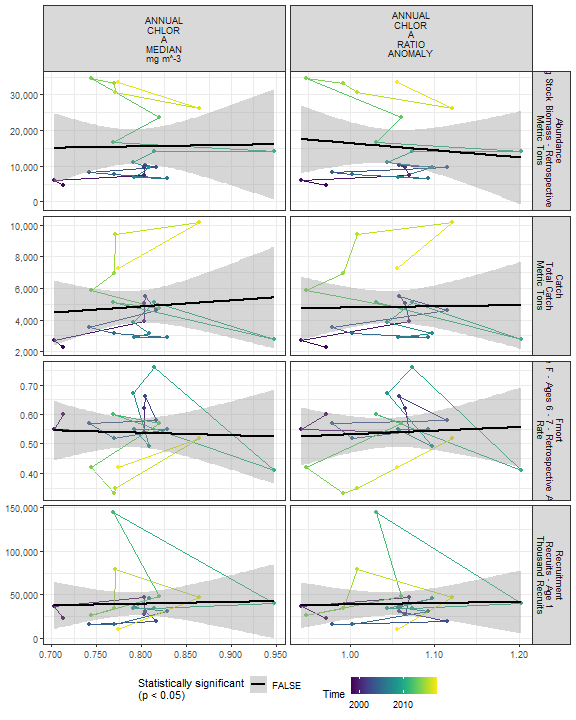 ANNUAL
CHLOR
A
MEDIAN
mg m^-3
ANNUAL
CHLOR
A
RATIO
ANOMALY
30,000
20,000
10,000
0
Abundance
Stock Biomass - Retrospective
Metric Tons
10,000
8,000
6,000
4,000
2,000
Catch
Total Catch
Metric Tons
0.70
0.60
0.50
0.40
Fmort
F - Ages 6 - 7 - Retrospective A
Rate
150,000
100,000
50,000
0
Recruitment
Recruits - Age 1
Thousand Recruits
0.700 0.750 0.800 0.850 0.900 0.950
1.00 1.10 1.20
Statistically significant
(p < 0.05)
FALSE
Time
2000 2010